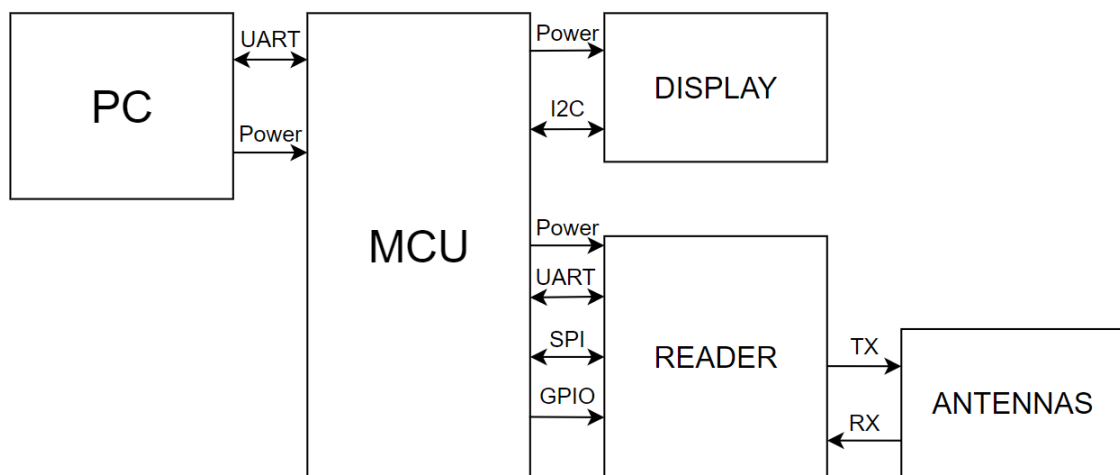 PC
UART
Power
MCU
Power
I2C
DISPLAY
Power
UART
SPI
GPIO
READER
TX
RX
ANTENNAS